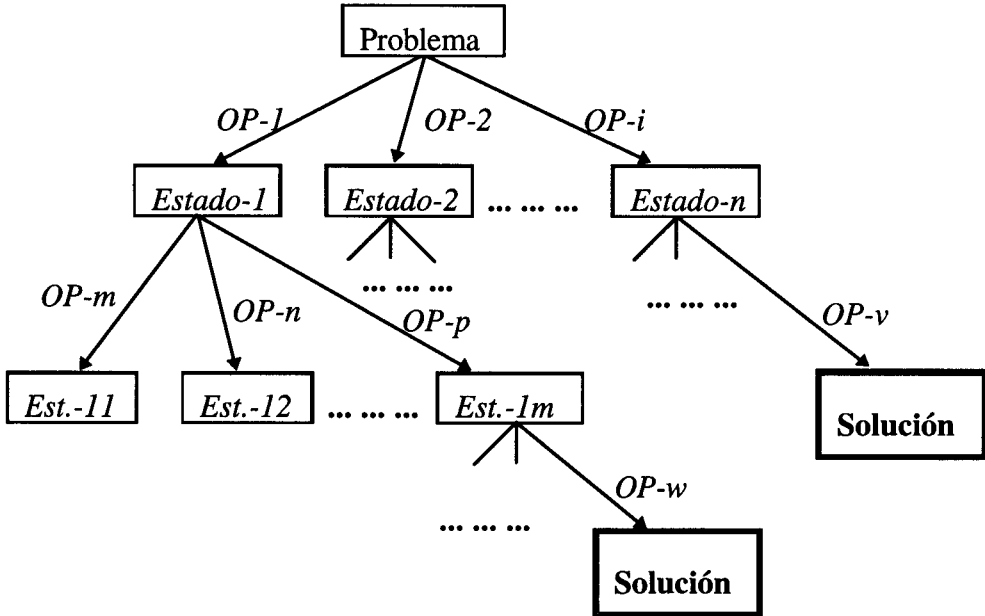 Problema
OP-1 OP-2 OP-i
Estado-1 Estado-2 ... ... ... Estado-n
... ... ... ... ... ...
OP-m OP-n OP-p OP-v
Est.-11 Est.-12 ... ... ... Est.-1m Solución
OP-w
... ... ...
Solución